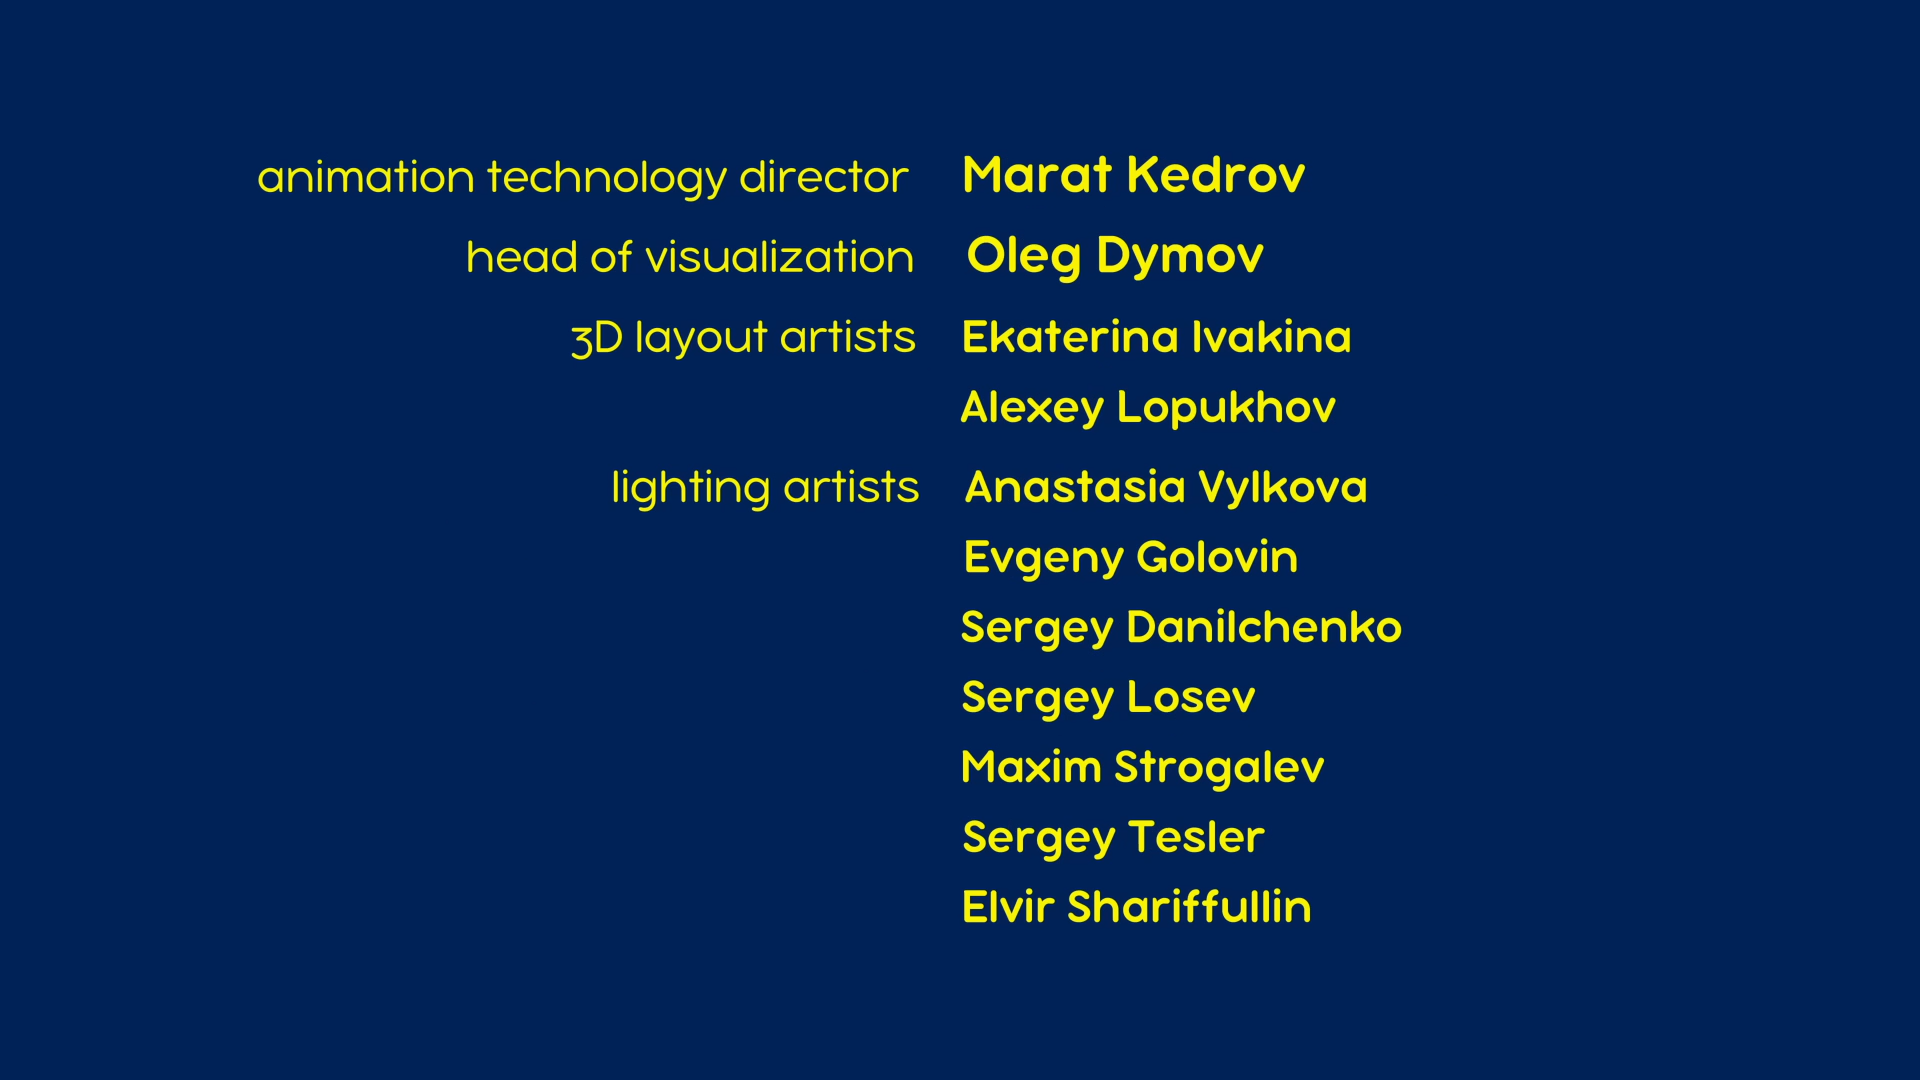 animation technology director Marat Kedrov
head of visualization Oleg Dymov
3D layout artists Ekaterina Ivakina
Alexey Lopukhov
lighting artists Anastasia Vylkova
Evgeny Golovin
Sergey Danilchenko
Sergey Losev
Maxim Strogalev
Sergey Tesler
Elvir Shariffullin